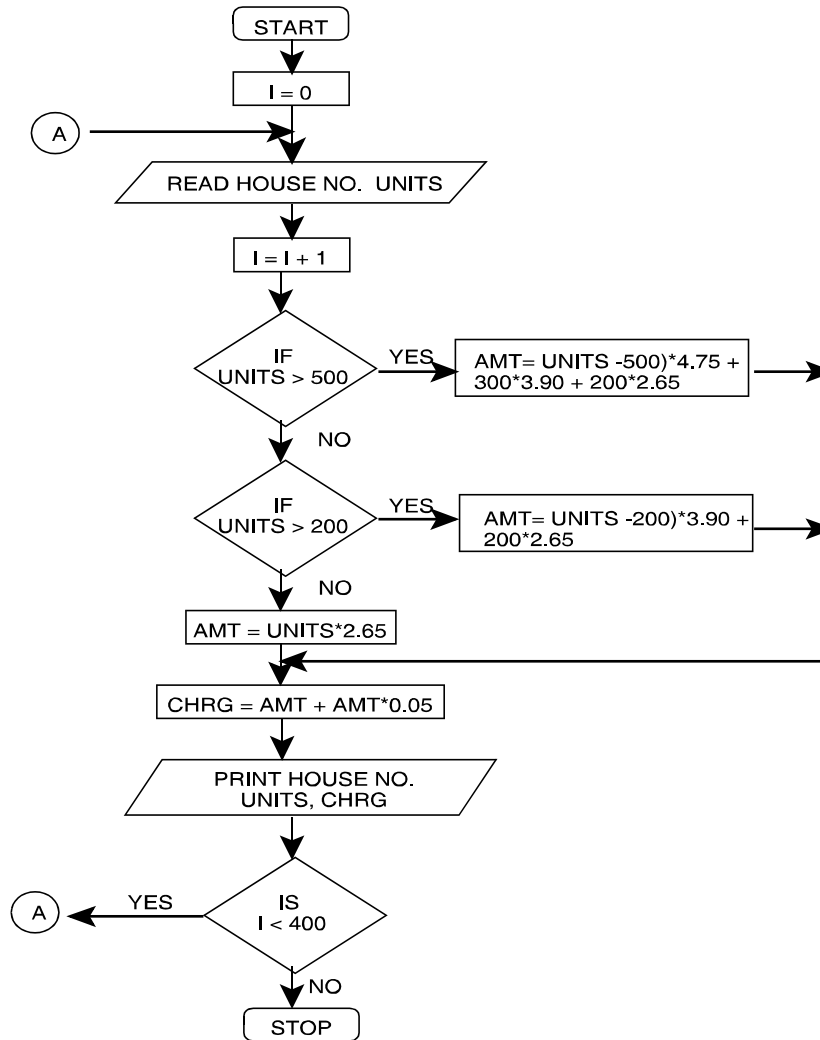 START
I = 0
A
READ HOUSE NO. UNITS
I = I + 1
IF
UNITS > 500
YES
AMT= UNITS -500)*4.75 +
300*3.90 + 200*2.65
NO
IF
UNITS > 200
YES
AMT= UNITS -200)*3.90 +
200*2.65
NO
AMT = UNITS*2.65
CHRG = AMT + AMT*0.05
PRINT HOUSE NO.
UNITS, CHRG
IS
I < 400
YES
A
NO
STOP